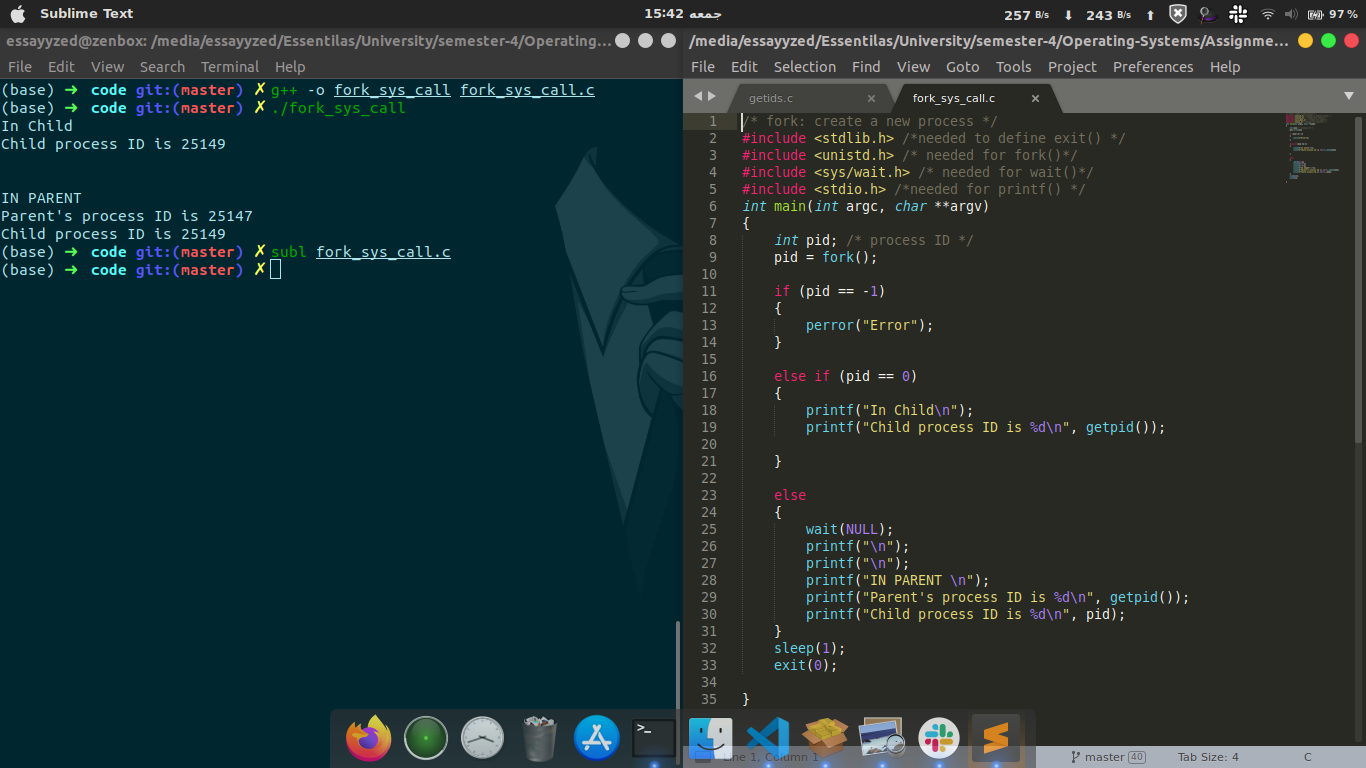 Sublime Text
15:42 جمعه
257 B/s ⬇ 243 B/s ⬆ 97 %
essayyzed@zenbox: /media/essayyzed/Essentilas/University/semester-4/Operating...
File Edit View Search Terminal Help
(base) ➜ code git:(master) ✗ g++ -o fork_sys_call fork_sys_call.c
(base) ➜ code git:(master) ✗ ./fork_sys_call
In Child
Child process ID is 25149
IN PARENT
Parent's process ID is 25147
Child process ID is 25149
(base) ➜ code git:(master) ✗ subl fork_sys_call.c
(base) ➜ code git:(master) ✗
/media/essayyzed/Essentilas/University/semester-4/Operating-Systems/Assignme...
File Edit Selection Find View Goto Tools Project Preferences Help
getids.c × fork_sys_call.c ×
1 /* fork: create a new process */
2 #include <stdlib.h> /*needed to define exit() */
3 #include <unistd.h> /* needed for fork()*/
4 #include <sys/wait.h> /* needed for wait()*/
5 #include <stdio.h> /*needed for printf() */
6 int main(int argc, char **argv)
7 {
8 int pid; /* process ID */
9 pid = fork();
10
11 if (pid == -1)
12 {
13 perror("Error");
14 }
15
16 else if (pid == 0)
17 {
18 printf("In Child\n");
19 printf("Child process ID is %d\n", getpid());
20
21 }
22
23 else
24 {
25 wait(NULL);
26 printf("\n");
27 printf("\n");
28 printf("IN PARENT \n");
29 printf("Parent's process ID is %d\n", getpid());
30 printf("Child process ID is %d\n", pid);
31 }
32 sleep(1);
33 exit(0);
34
35 }
Line 1, Column 1 master 40 Tab Size: 4 C